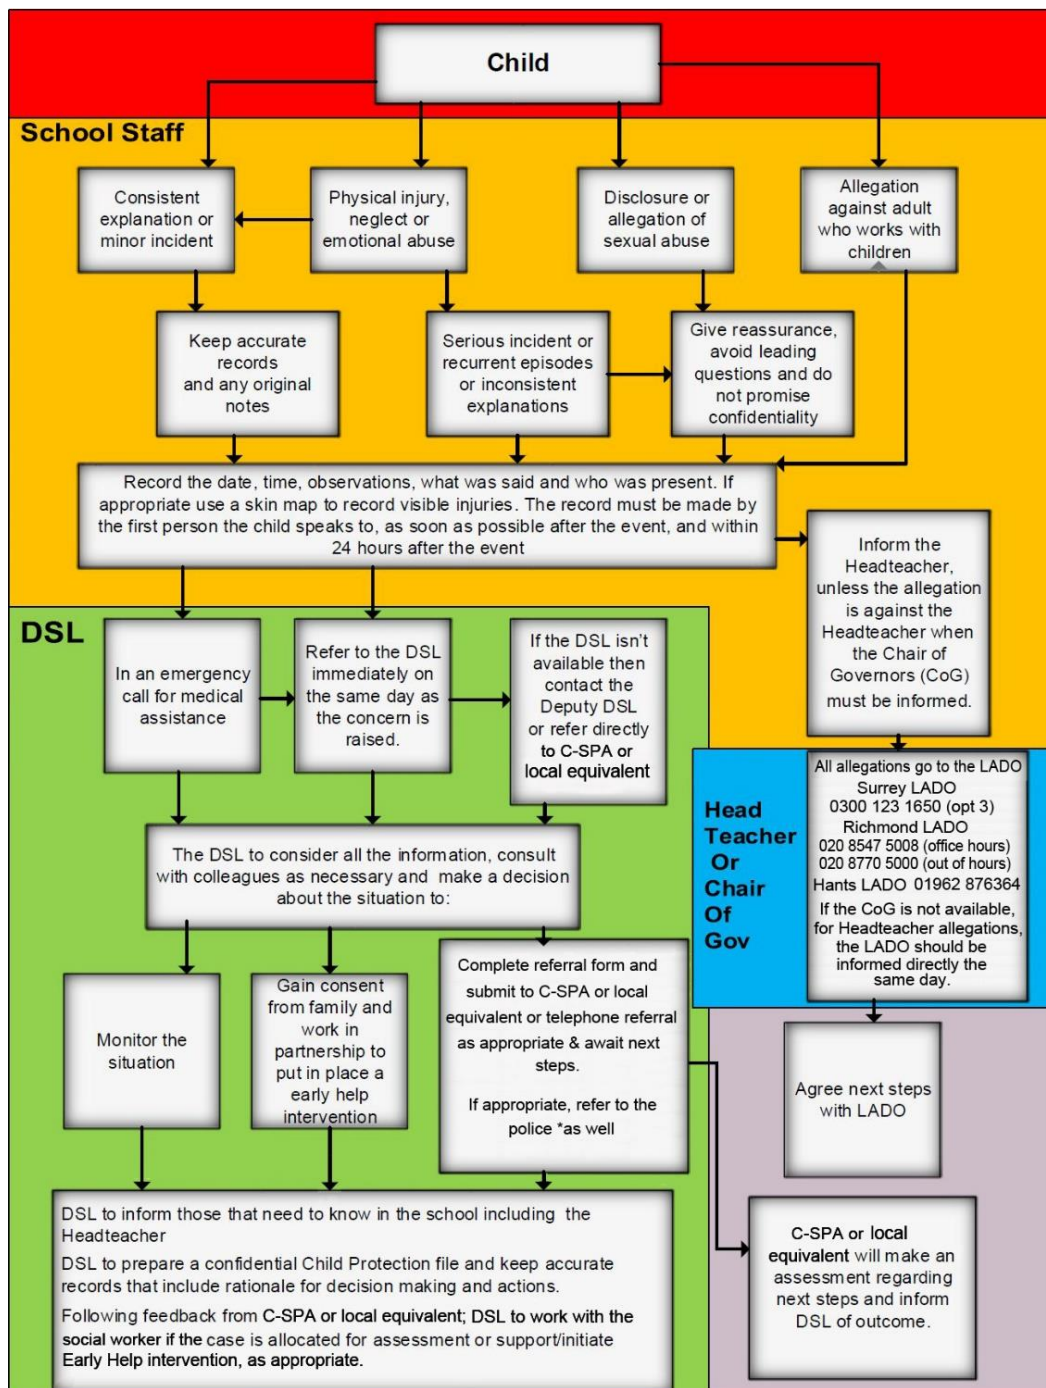 Child
School Staff
Consistent
explanation or
minor incident
Physical injury,
neglect or
emotional abuse
Disclosure or
allegation of
sexual abuse
Allegation
against adult
who works with
children
Keep accurate
records
and any original
notes
Serious incident or
recurrent episodes
or inconsistent
explanations
Give reassurance,
avoid leading
questions and do
not promise
confidentiality
Record the date, time, observations, what was said and who was present. If
appropriate use a skin map to record visible injuries. The record must be made by
the first person the child speaks to, as soon as possible after the event, and within
24 hours after the event
Inform the
Headteacher,
unless the allegation
is against the
Headteacher when
the Chair of
Governors (CoG)
must be informed.
DSL
In an emergency
call for medical
assistance
Refer to the DSL
immediately on
the same day as
the concern is
raised.
If the DSL isn't
available then
contact the
Deputy DSL
or refer directly
to C-SPA or
local equivalent
Head
Teacher
Or
Chair
Of
Gov
All allegations go to the LADO
Surrey LADO
0300 123 1650 (opt 3)
Richmond LADO
020 8547 5008 (office hours)
020 8770 5000 (out of hours)
Hants LADO 01962 876364
If the CoG is not available,
for Headteacher allegations,
the LADO should be
informed directly the
same day.
The DSL to consider all the information, consult
with colleagues as necessary and make a decision
about the situation to:
Monitor the
situation
Gain consent
from family and
work in
partnership to
put in place a
early help
intervention
Complete referral form and
submit to C-SPA or local
equivalent or telephone referral
as appropriate & await next
steps.
If appropriate, refer to the
police *as well
Agree next steps
with LADO
DSL to inform those that need to know in the school including the
Headteacher
DSL to prepare a confidential Child Protection file and keep accurate
records that include rationale for decision making and actions.
Following feedback from C-SPA or local equivalent; DSL to work with the
social worker if the case is allocated for assessment or support/initiate
Early Help intervention, as appropriate.
C-SPA or local
equivalent will make an
assessment regarding
next steps and inform
DSL of outcome.